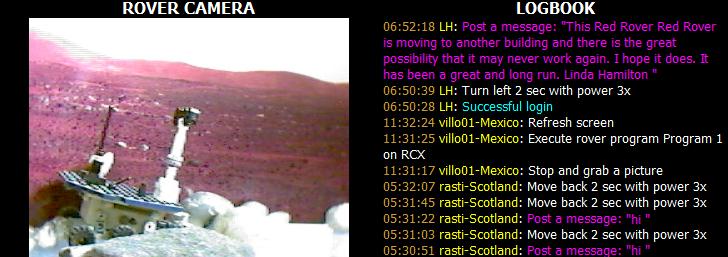 ROVER CAMERA
LOGBOOK
06:52:18 LH: Post a message: "This Red Rover Red Rover
is moving to another building and there is the great
possibility that it may never work again. I hope it does. It
has been a great and long run. Linda Hamilton "
06:50:39 LH: Turn left 2 sec with power 3x
06:50:28 LH: Successful login
11:32:24 villo01-Mexico: Refresh screen
11:31:25 villo01-Mexico: Execute rover program Program 1
on RCX
11:31:17 villo01-Mexico: Stop and grab a picture
05:32:07 rasti-Scotland: Move back 2 sec with power 3x
05:31:45 rasti-Scotland: Move back 2 sec with power 3x
05:31:22 rasti-Scotland: Post a message: "hi "
05:31:03 rasti-Scotland: Move back 2 sec with power 3x
05:30:51 rasti-Scotland: Post a message: "hi "